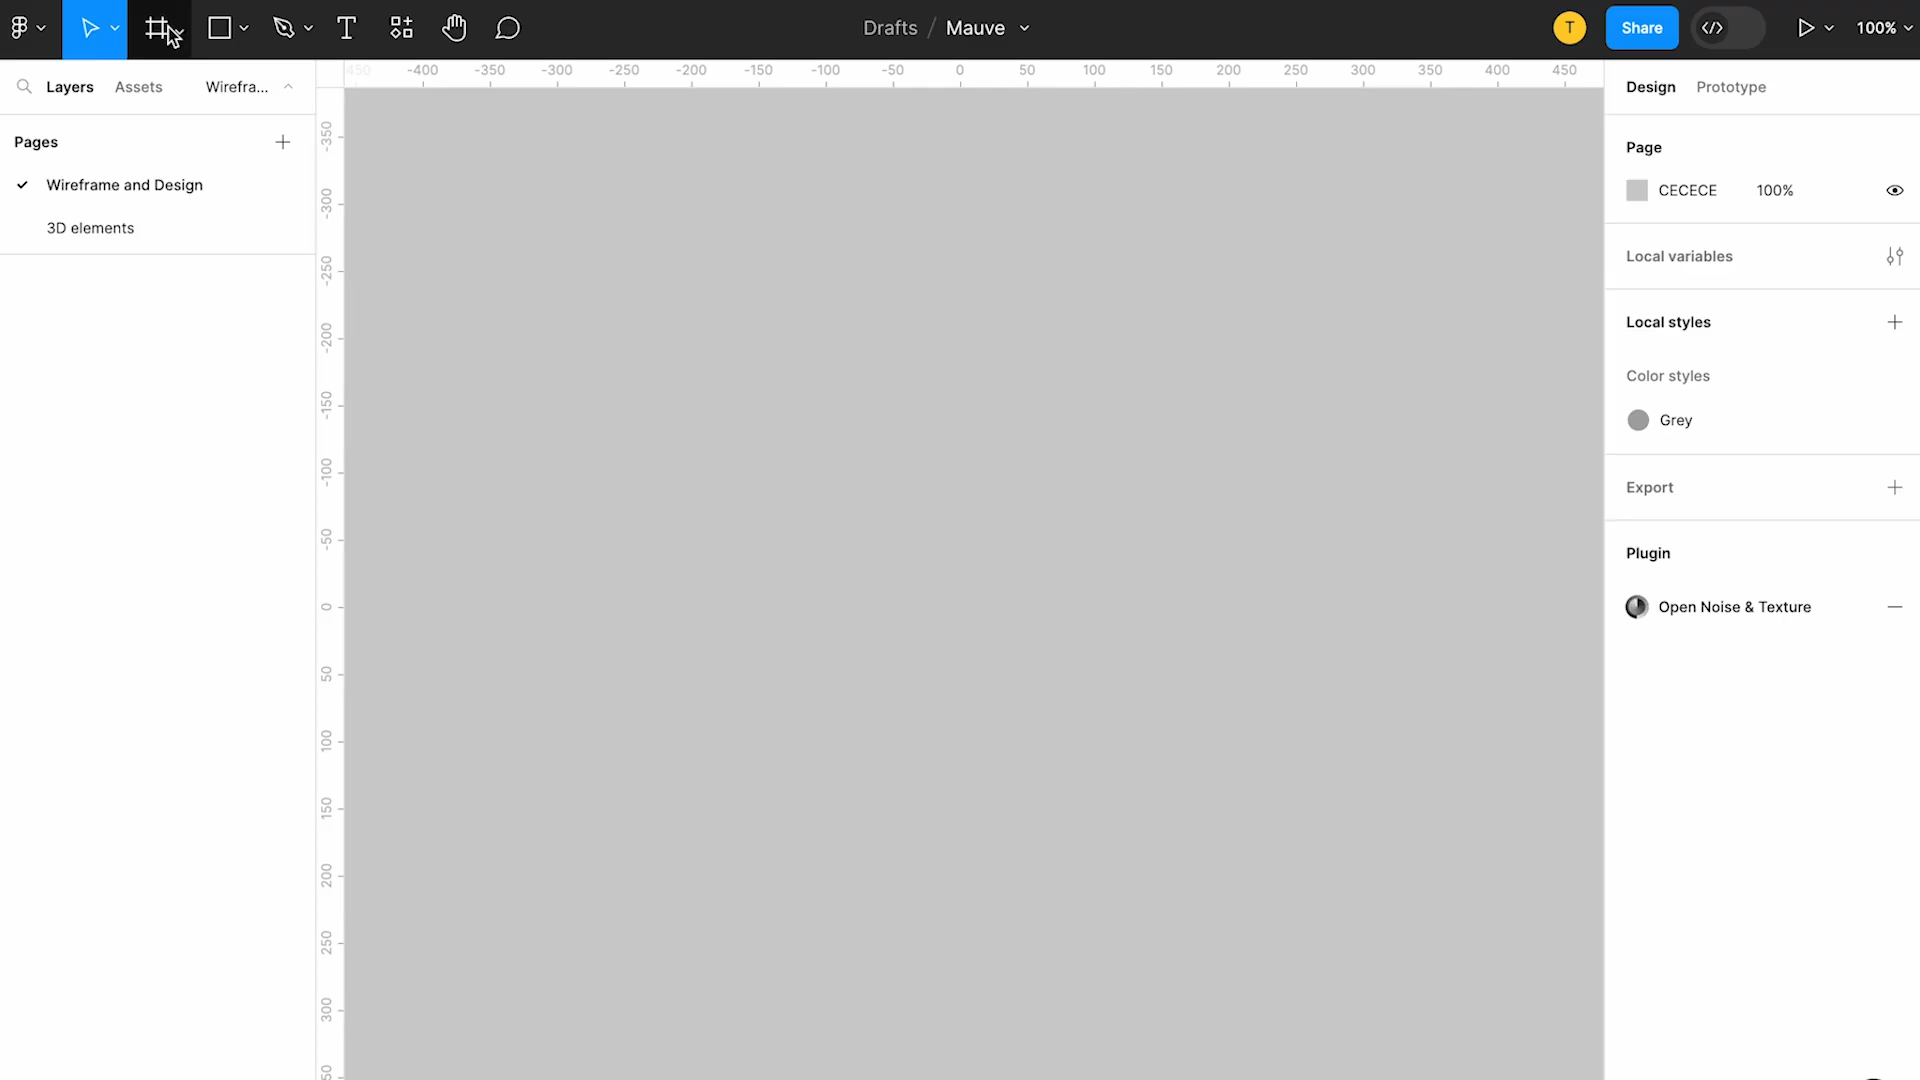 Drafts / Mauve
T
Share
100%
Layers
Assets
Wirefra...
450 -400 -350 -300 -250 -200 -150 -100 -50 0 50 100 150 200 250 300 350 400 450
Design
Prototype
Pages
Wireframe and Design
3D elements
-350
-300
-250
-200
-150
-100
-50
0
50
100
150
200
250
300
50
Page
CECECE 100%
Local variables
Local styles
Color styles
Grey
Export
Plugin
Open Noise & Texture